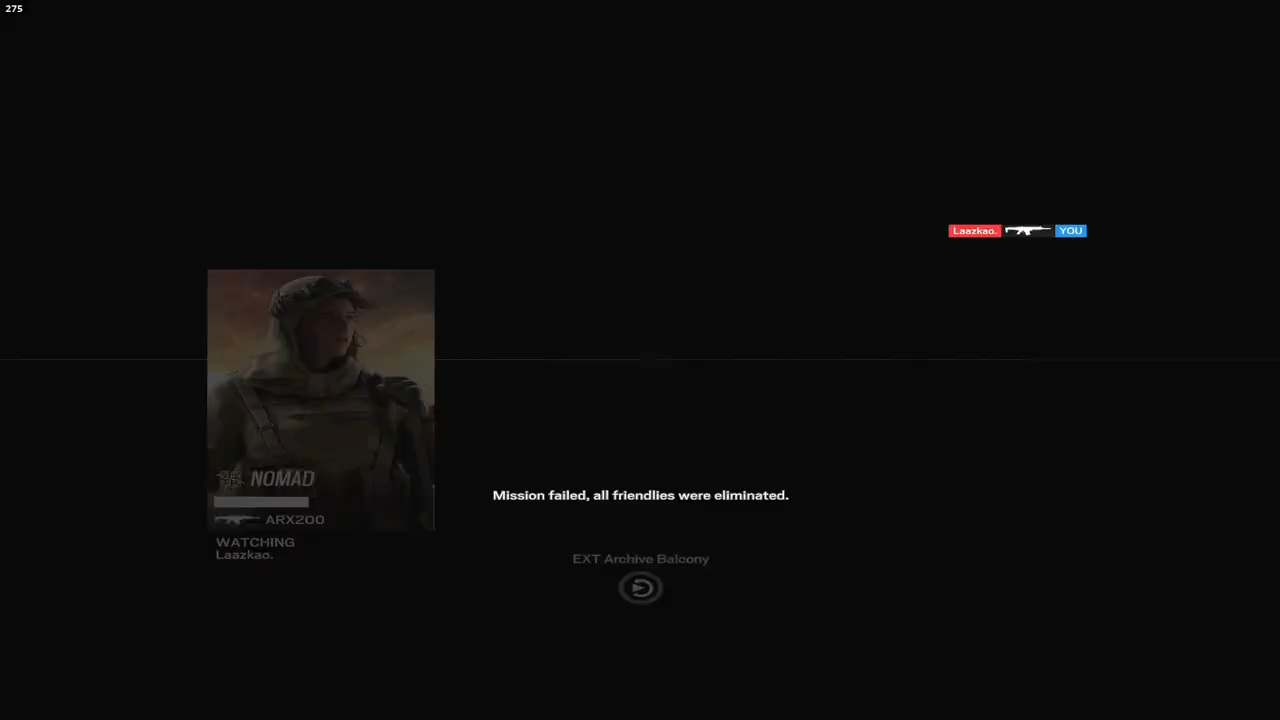 275
Laazkao. YOU
NOMAD
ARX200
WATCHING
Laazkao.
Mission failed, all friendlies were eliminated.
EXT Archive Balcony